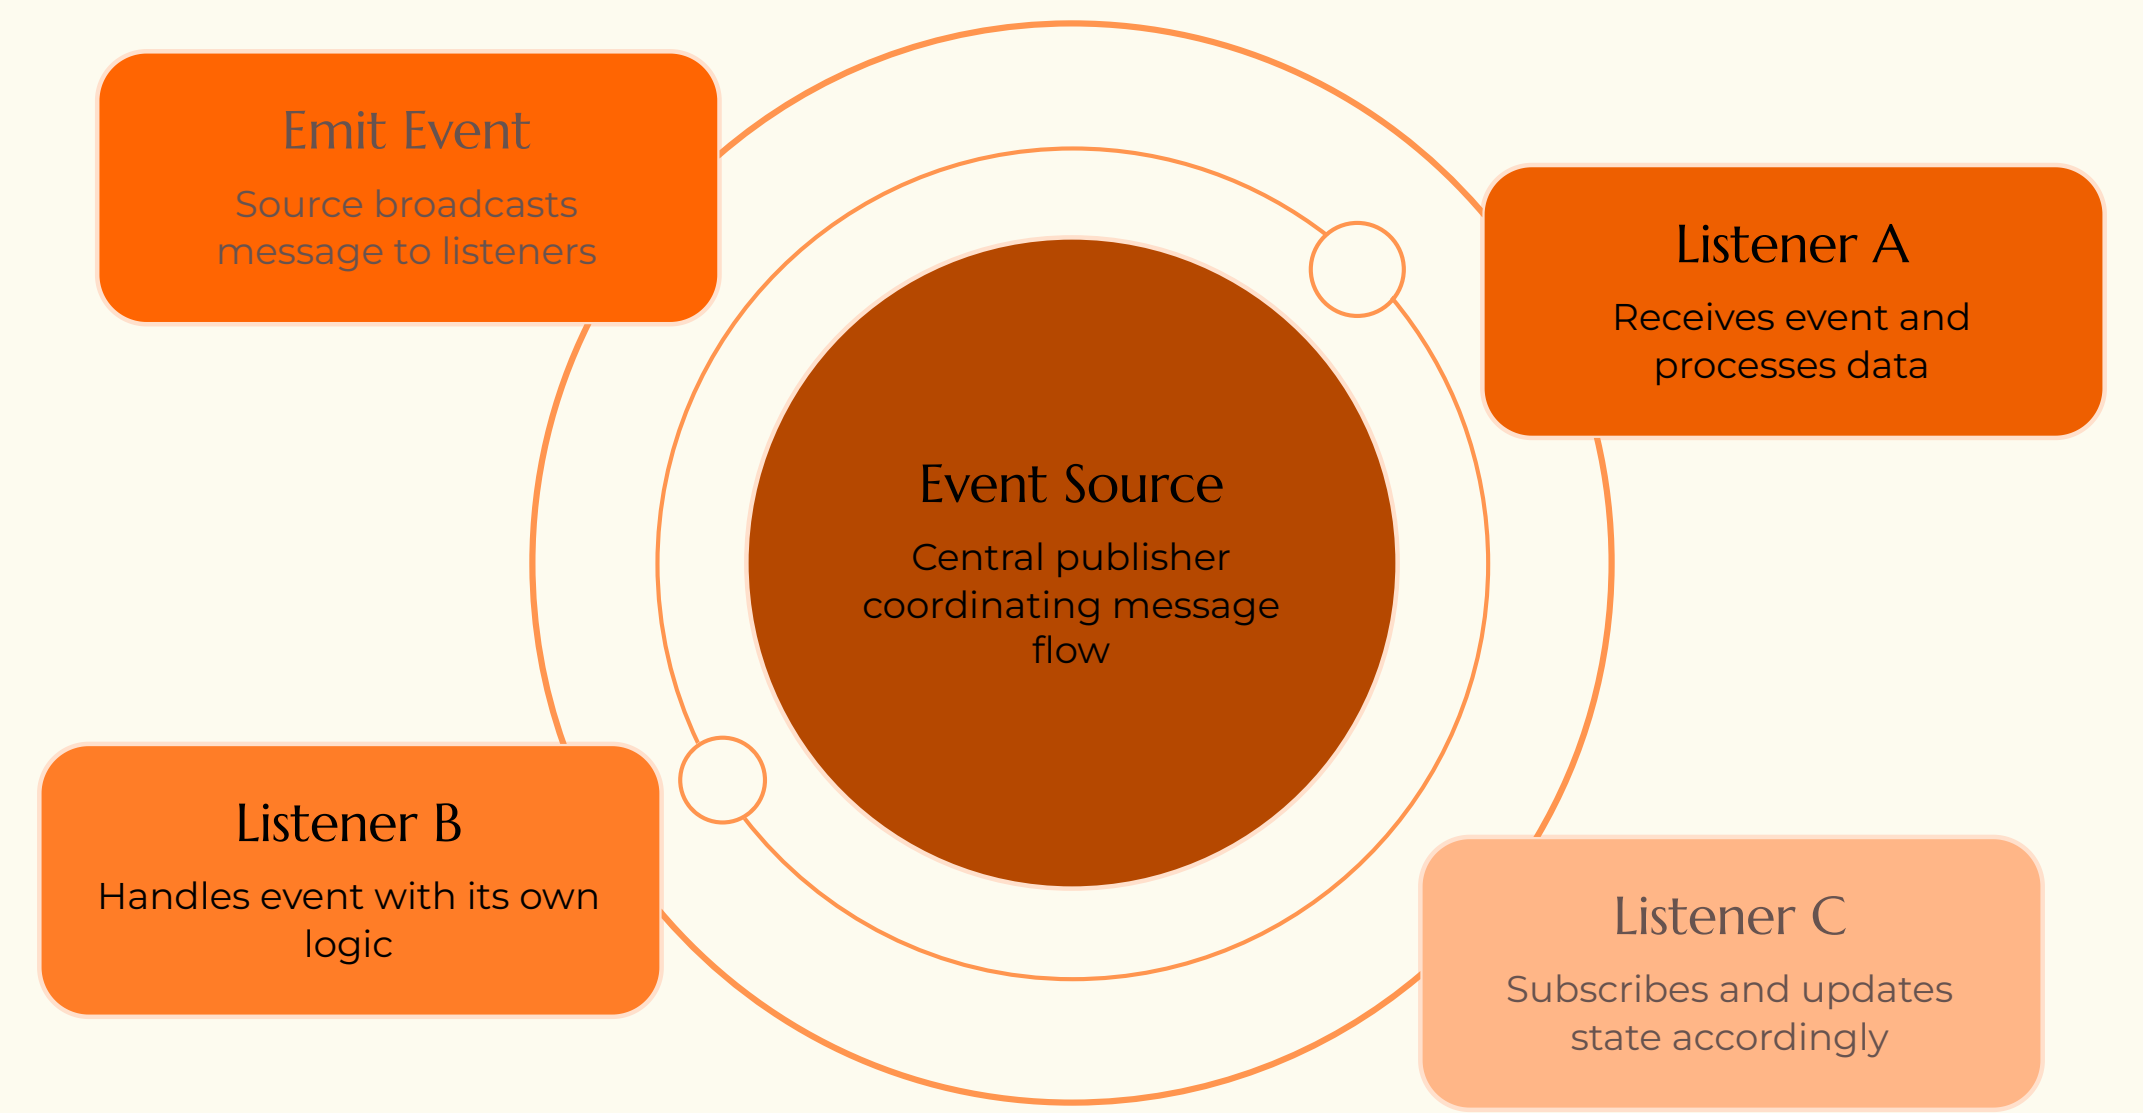 Emit Event
Source broadcasts
message to listeners
Listener A
Receives event and
processes data
Event Source
Central publisher
coordinating message
flow
Listener B
Handles event with its own
logic
Listener C
Subscribes and updates
state accordingly